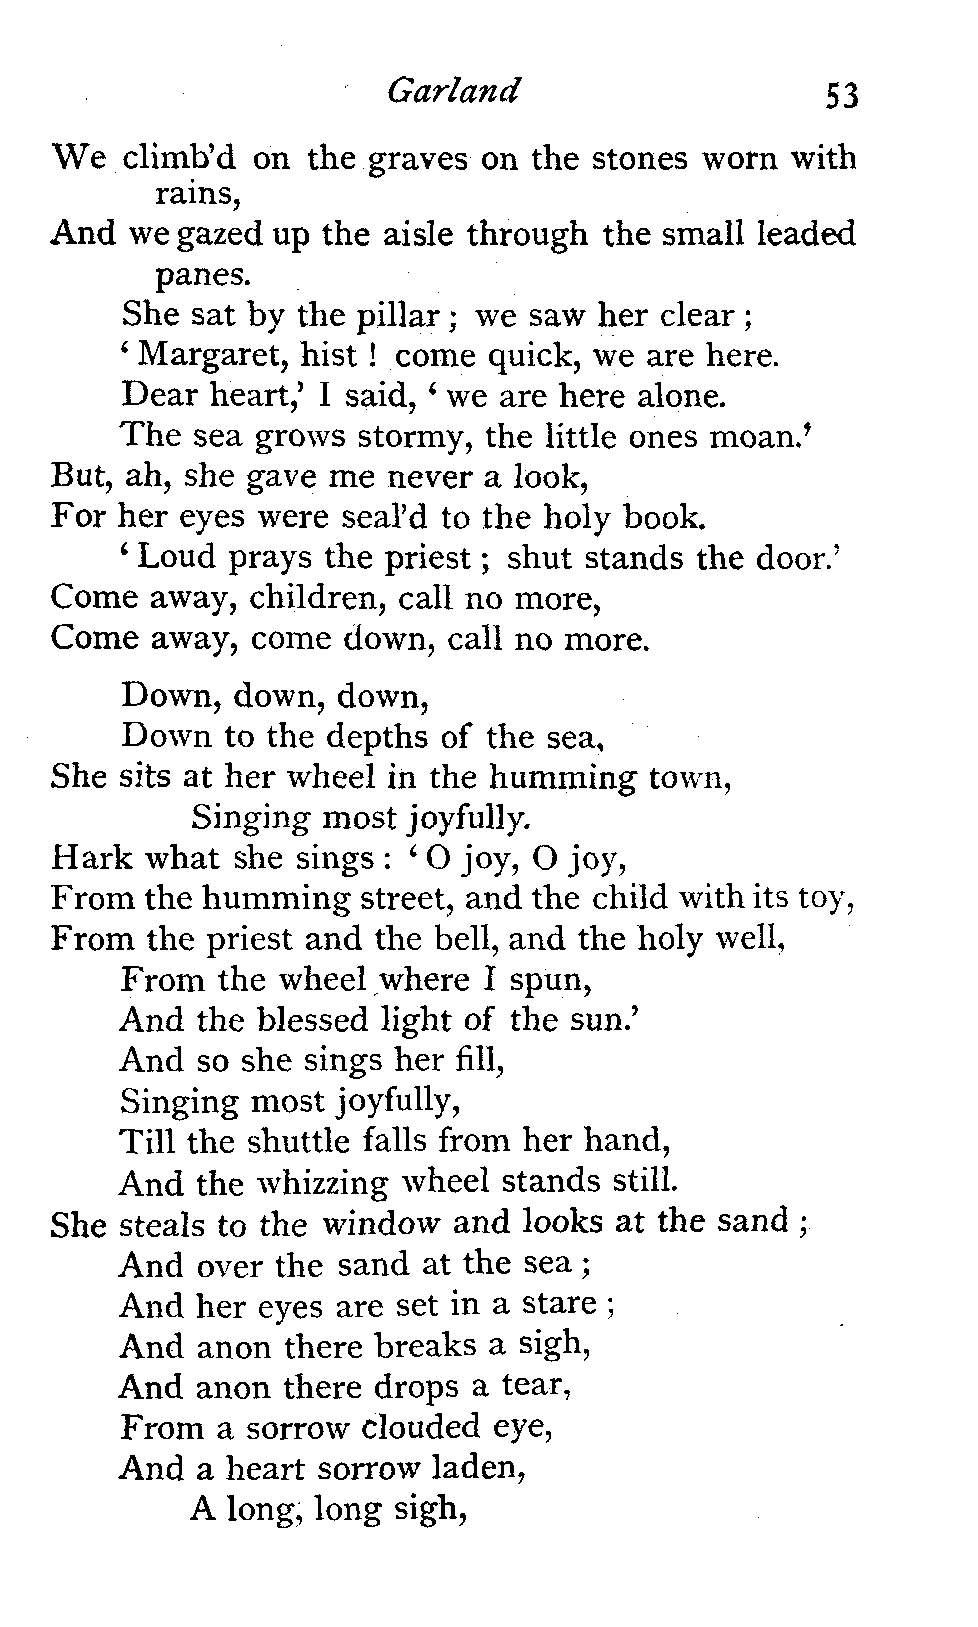 Garland 53
We climb'd on the graves on the stones worn with
rains,
And we gazed up the aisle through the small leaded
panes.
She sat by the pillar ; we saw her clear ;
‘ Margaret, hist ! come quick, we are here.
Dear heart,’ I said, ‘ we are here alone.
The sea grows stormy, the little ones moan.’
But, ah, she gave me never a look,
For her eyes were seal’d to the holy book.
‘ Loud prays the priest ; shut stands the door.’
Come away, children, call no more,
Come away, come down, call no more.
Down, down, down,
Down to the depths of the sea,
She sits at her wheel in the humming town,
Singing most joyfully.
Hark what she sings : ‘ O joy, O joy,
From the humming street, and the child with its toy,
From the priest and the bell, and the holy well,
From the wheel where I spun,
And the blessed light of the sun.’
And so she sings her fill,
Singing most joyfully,
Till the shuttle falls from her hand,
And the whizzing wheel stands still.
She steals to the window and looks at the sand ;
And over the sand at the sea ;
And her eyes are set in a stare ;
And anon there breaks a sigh,
And anon there drops a tear,
From a sorrow clouded eye,
And a heart sorrow laden,
A long, long sigh,